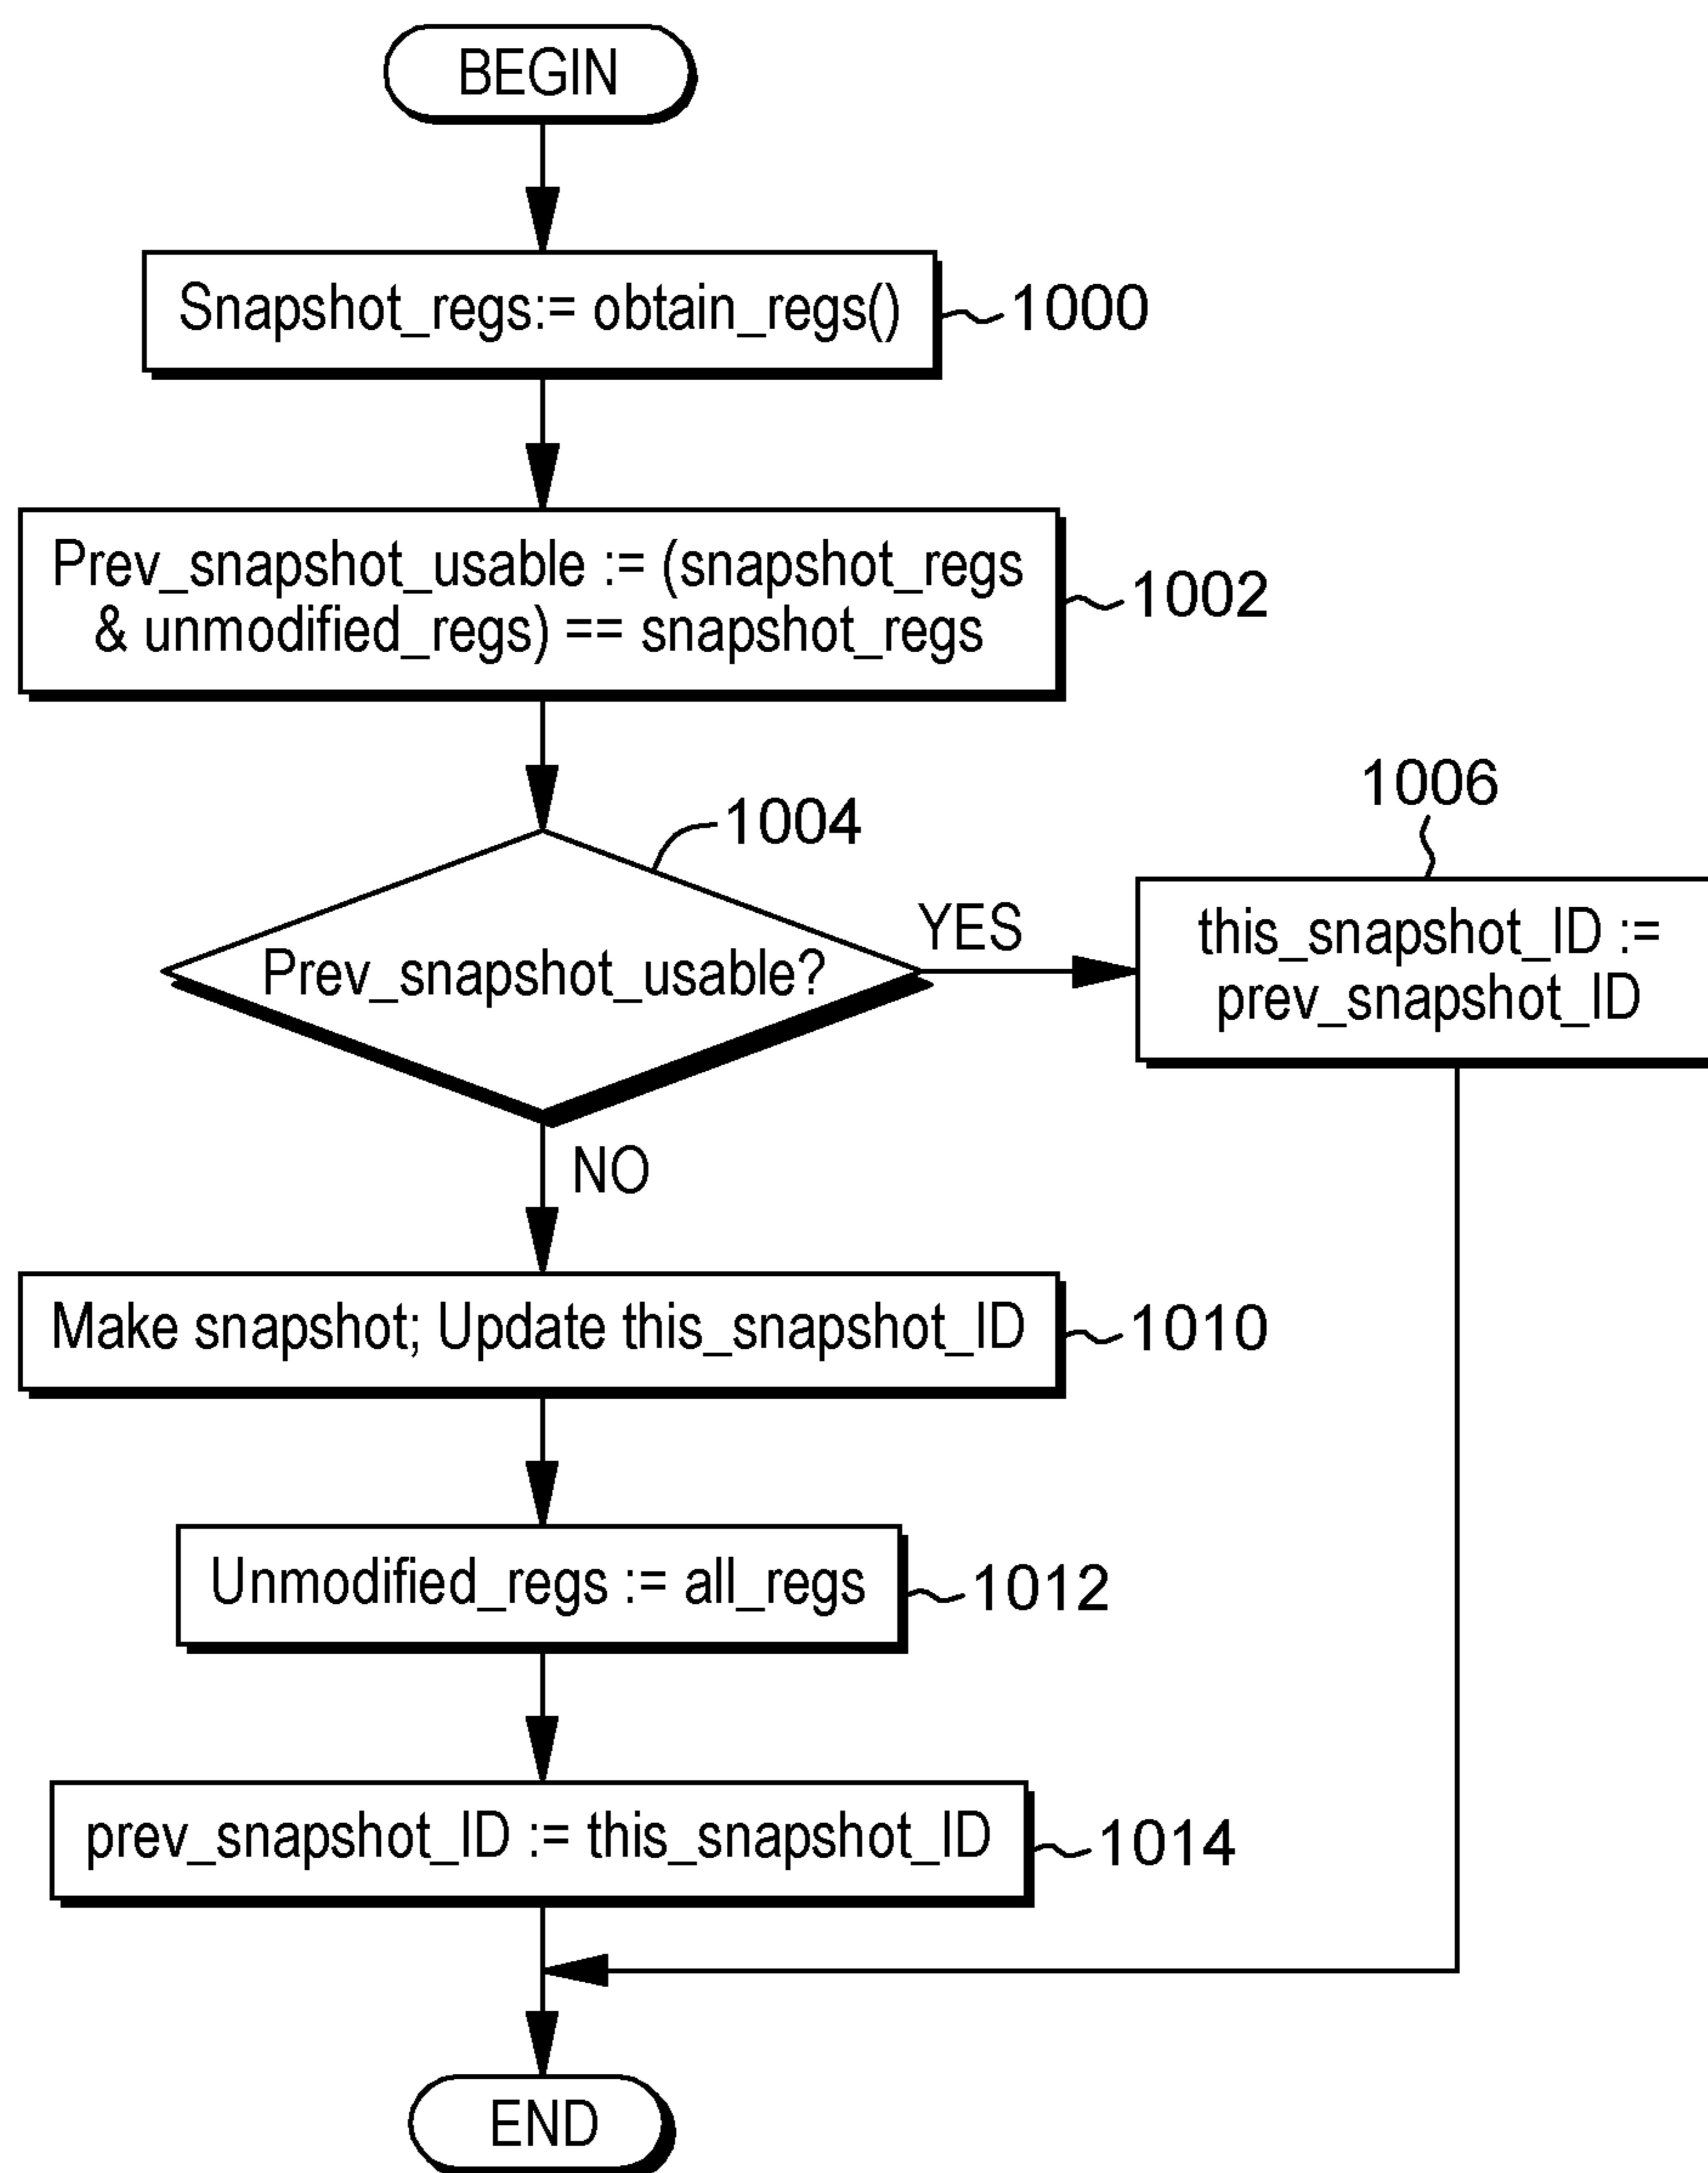 BEGIN
Snapshot_regs:= obtain_regs()
1000
Prev_snapshot_usable := (snapshot_regs
& unmodified_regs) == snapshot_regs
1002
1004
Prev_snapshot_usable?
YES
1006
this_snapshot_ID :=
prev_snapshot_ID
NO
Make snapshot; Update this_snapshot_ID
1010
Unmodified_regs := all_regs
1012
prev_snapshot_ID := this_snapshot_ID
1014
END